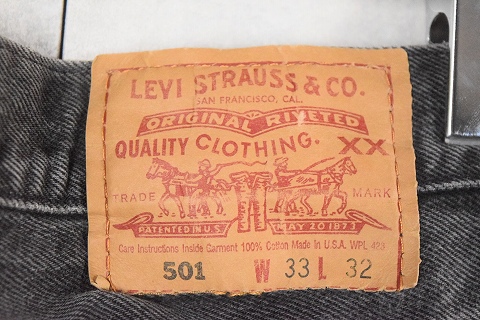 LEVI STRAUSS & CO.
SAN FRANCISCO, CAL.
ORIGINAL RIVETED
QUALITY CLOTHING. XX
TRADE MARK
PATENTED IN U.S. MAY 20 1873
Care Instructions Inside Garment 100% Cotton Made in U.S.A. WPL 423
501 W 33 L 32